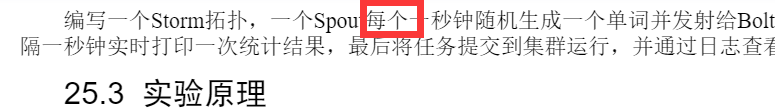 编写一个Storm拓扑，一个Spout每个一秒钟随机生成一个单词并发射给Bolt
隔一秒钟实时打印一次统计结果，最后将任务提交到集群运行，并通过日志查看
25.3 实验原理